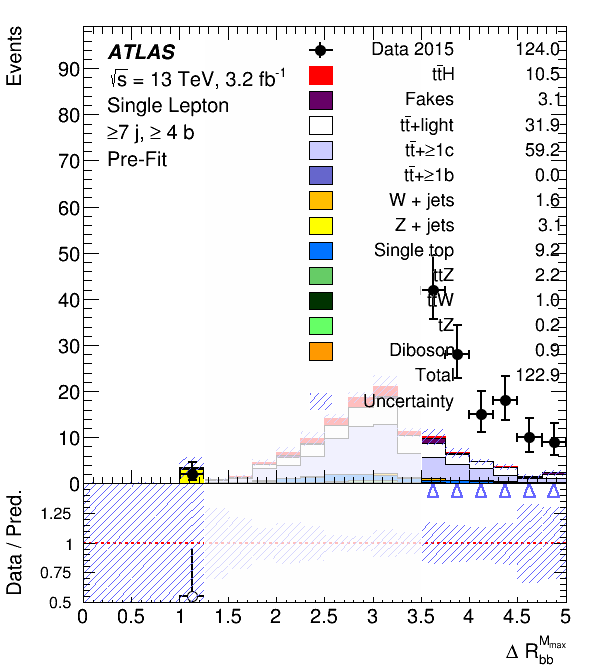 Events
ATLAS
√s = 13 TeV, 3.2 fb⁻¹
Single Lepton
≥7 j, ≥ 4 b
Pre-Fit
Data 2015 124.0
tt̄H 10.5
Fakes 3.1
tt̄+light 31.9
tt̄+≥1c 59.2
tt̄+≥1b 0.0
W + jets 1.6
Z + jets 3.1
Single top 9.2
ttZ 2.2
ttW 1.0
tZ 0.2
Diboson 0.9
Total 122.9
Uncertainty
90
80
70
60
50
40
30
20
10
0
Data / Pred.
1.25
1
0.75
0.5
0 0.5 1 1.5 2 2.5 3 3.5 4 4.5 5
Δ R_bb^M_max